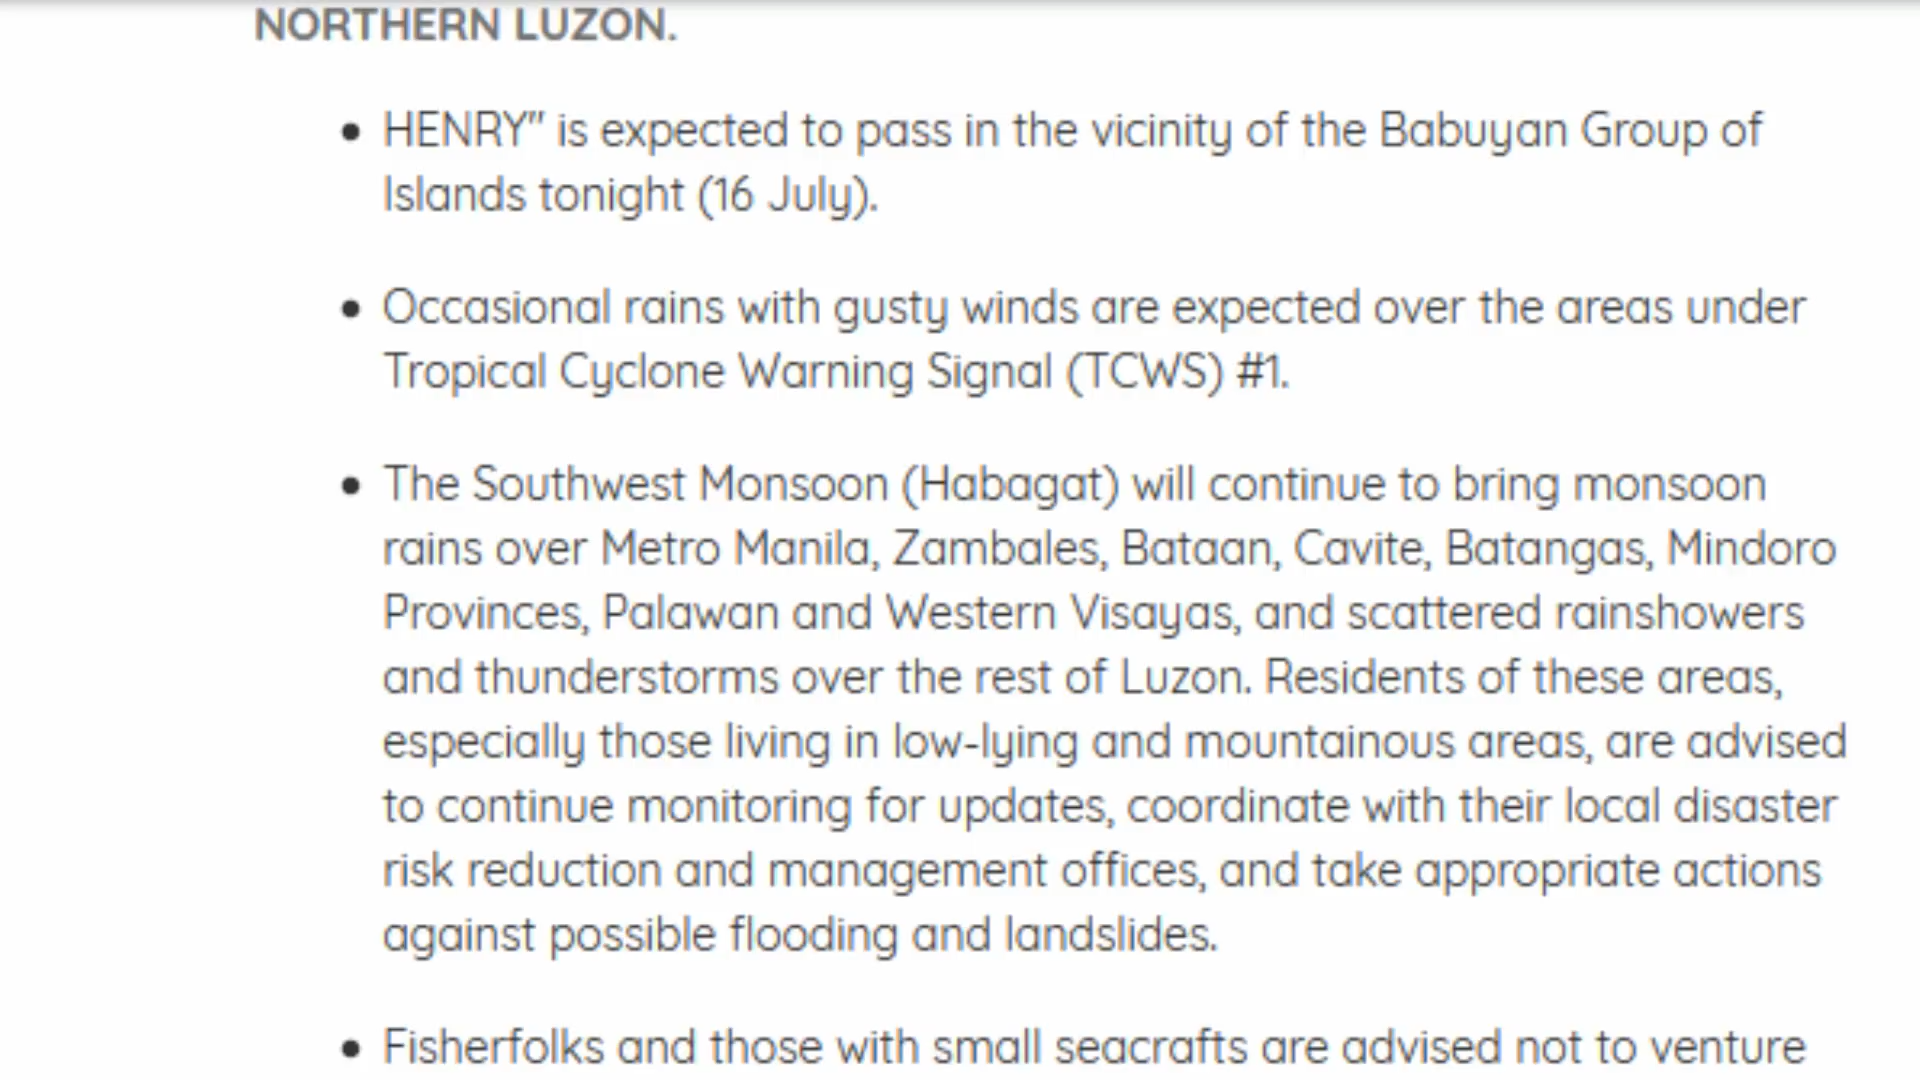 NORTHERN LUZON.
• HENRY" is expected to pass in the vicinity of the Babuyan Group of
Islands tonight (16 July).
• Occasional rains with gusty winds are expected over the areas under
Tropical Cyclone Warning Signal (TCWS) #1.
• The Southwest Monsoon (Habagat) will continue to bring monsoon
rains over Metro Manila, Zambales, Bataan, Cavite, Batangas, Mindoro
Provinces, Palawan and Western Visayas, and scattered rainshowers
and thunderstorms over the rest of Luzon. Residents of these areas,
especially those living in low-lying and mountainous areas, are advised
to continue monitoring for updates, coordinate with their local disaster
risk reduction and management offices, and take appropriate actions
against possible flooding and landslides.
• Fisherfolks and those with small seacrafts are advised not to venture